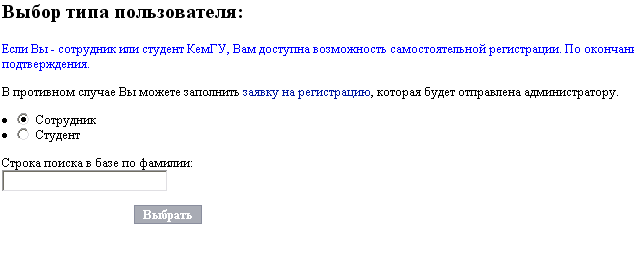 Выбор типа пользователя:
Если Вы - сотрудник или студент КемГУ, Вам доступна возможность самостоятельной регистрации. По
подтверждения.
В противном случае Вы можете заполнить заявку на регистрацию, которая будет отправлена администратору.
Сотрудник
Студент
Строка поиска в базе по фамилии:
Выбрать